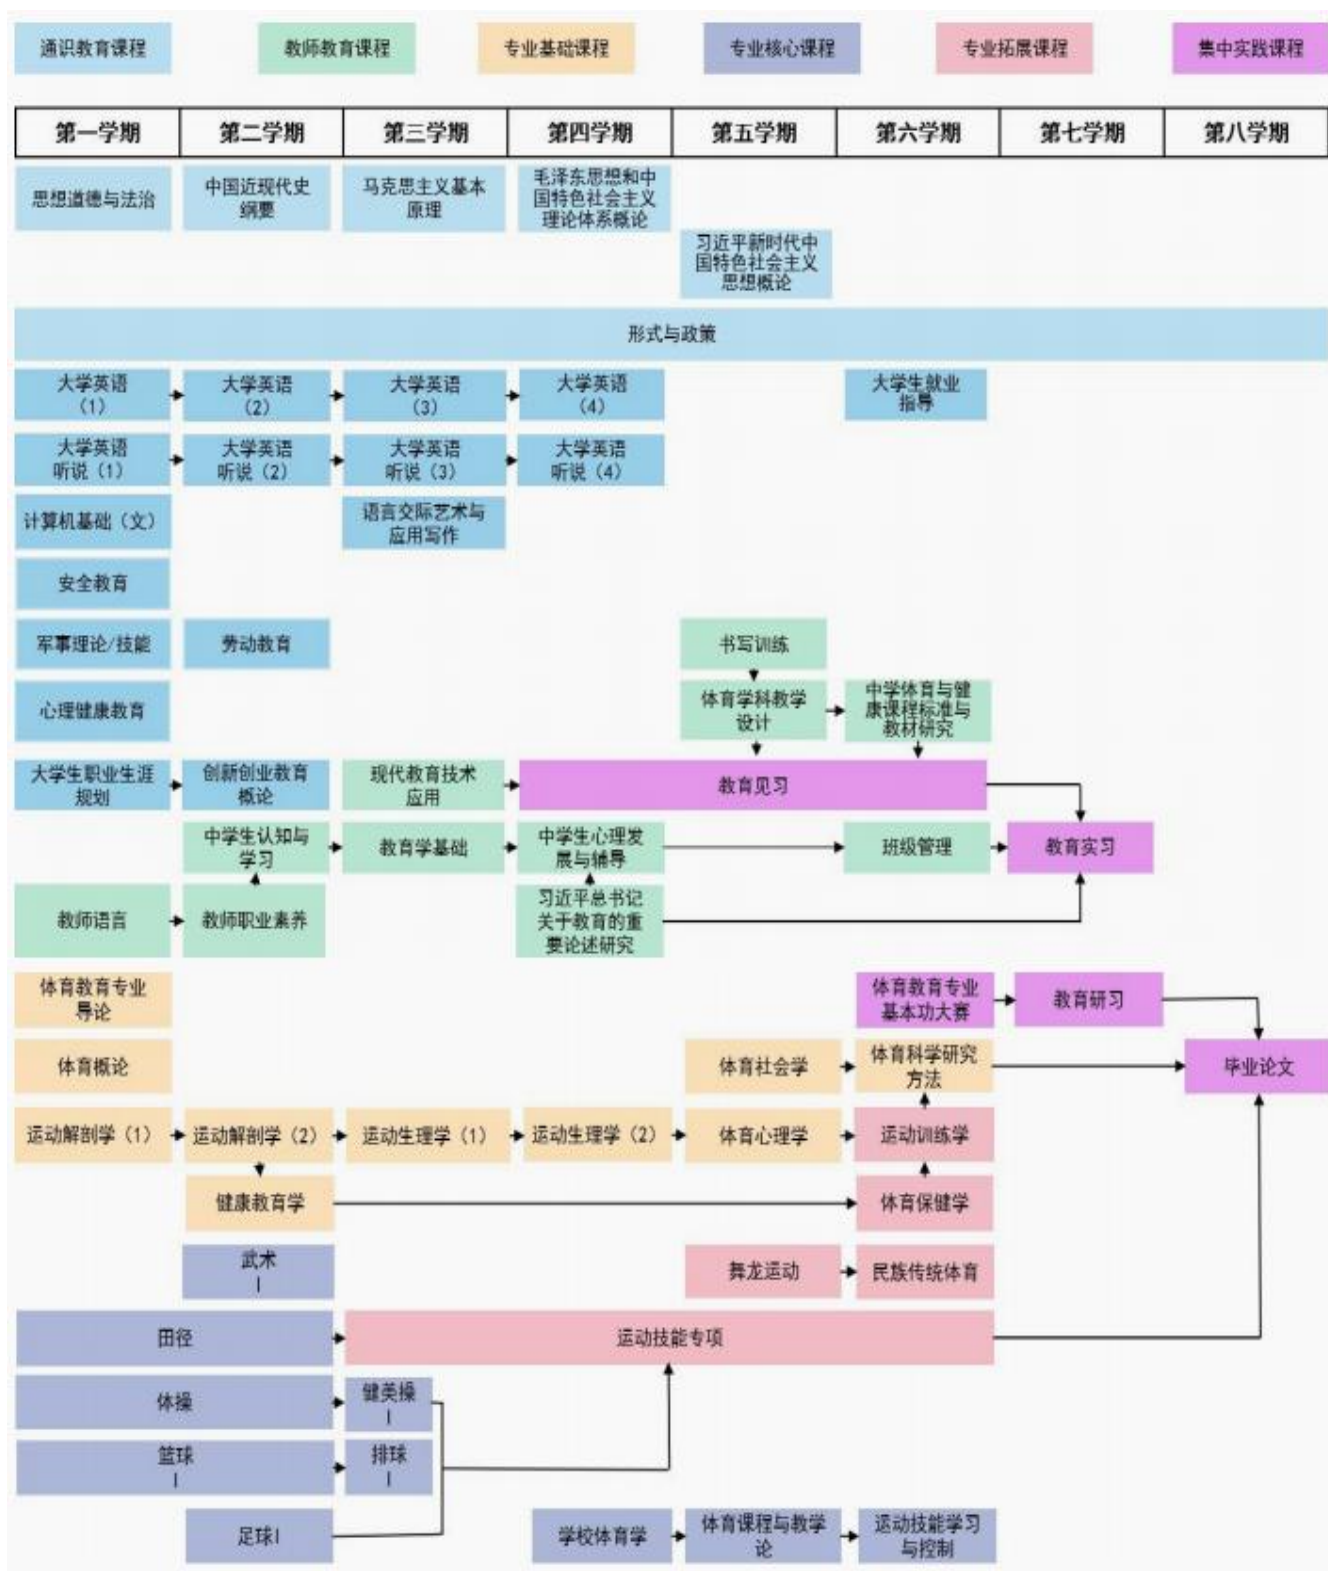 通识教育课程
教师教育课程
专业基础课程
专业核心课程
专业拓展课程
集中实践课程
第一学期
第二学期
第三学期
第四学期
第五学期
第六学期
第七学期
第八学期
思想道德与法治
中国近现代史
纲要
马克思主义基本
原理
毛泽东思想和中
国特色社会主义
理论体系概论
习近平新时代中
国特色社会主义
思想概论
形式与政策
大学英语
(1)
大学英语
(2)
大学英语
(3)
大学英语
(4)
大学生就业
指导
大学英语
听说(1)
大学英语
听说(2)
大学英语
听说(3)
大学英语
听说(4)
计算机基础(文)
语言交际艺术与
应用写作
安全教育
军事理论/技能
劳动教育
书写训练
心理健康教育
体育学科教学
设计
中学体育与健
康课程标准与
教材研究
大学生职业生涯
规划
创新创业教育
概论
现代教育技术
应用
教育见习
中学生认知与
学习
教育学基础
中学生心理发
展与辅导
班级管理
教育实习
教师语言
教师职业素养
习近平总书记
关于教育的重
要论述研究
体育教育专业
导论
体育教育专业
基本功大赛
教育研习
体育概论
体育社会学
体育科学研究
方法
毕业论文
运动解剖学(1)
运动解剖学(2)
运动生理学(1)
运动生理学(2)
体育心理学
运动训练学
健康教育学
体育保健学
武术
I
舞龙运动
民族传统体育
田径
运动技能专项
体操
健美操
I
篮球
I
排球
I
足球I
学校体育学
体育课程与教学
论
运动技能学习
与控制